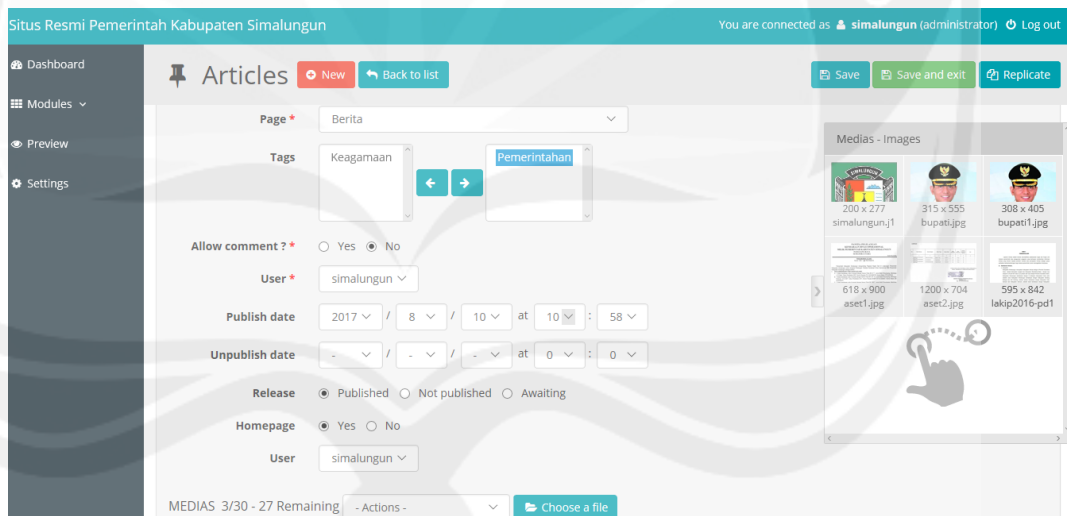 Situs Resmi Pemerintah Kabupaten Simalungun
You are connected as simalungun (administrator) Log out
Dashboard
Modules
Preview
Settings
Articles New Back to list
Save Save and exit Replicate
Page * Berita
Tags Keagamaan Pemerintahan
Allow comment ? * Yes No
User * simalungun
Publish date 2017 / 8 / 10 at 10 : 58
Unpublish date - / - / - at 0 : 0
Release Published Not published Awaiting
Homepage Yes No
User simalungun
MEDIAS 3/30 - 27 Remaining - Actions - Choose a file
Medias - Images
200 x 277 315 x 555 308 x 405
simalungun.j1 bupati.jpg bupati1.jpg
618 x 900 1200 x 704 595 x 842
aset1.jpg aset2.jpg lakip2016-pd1